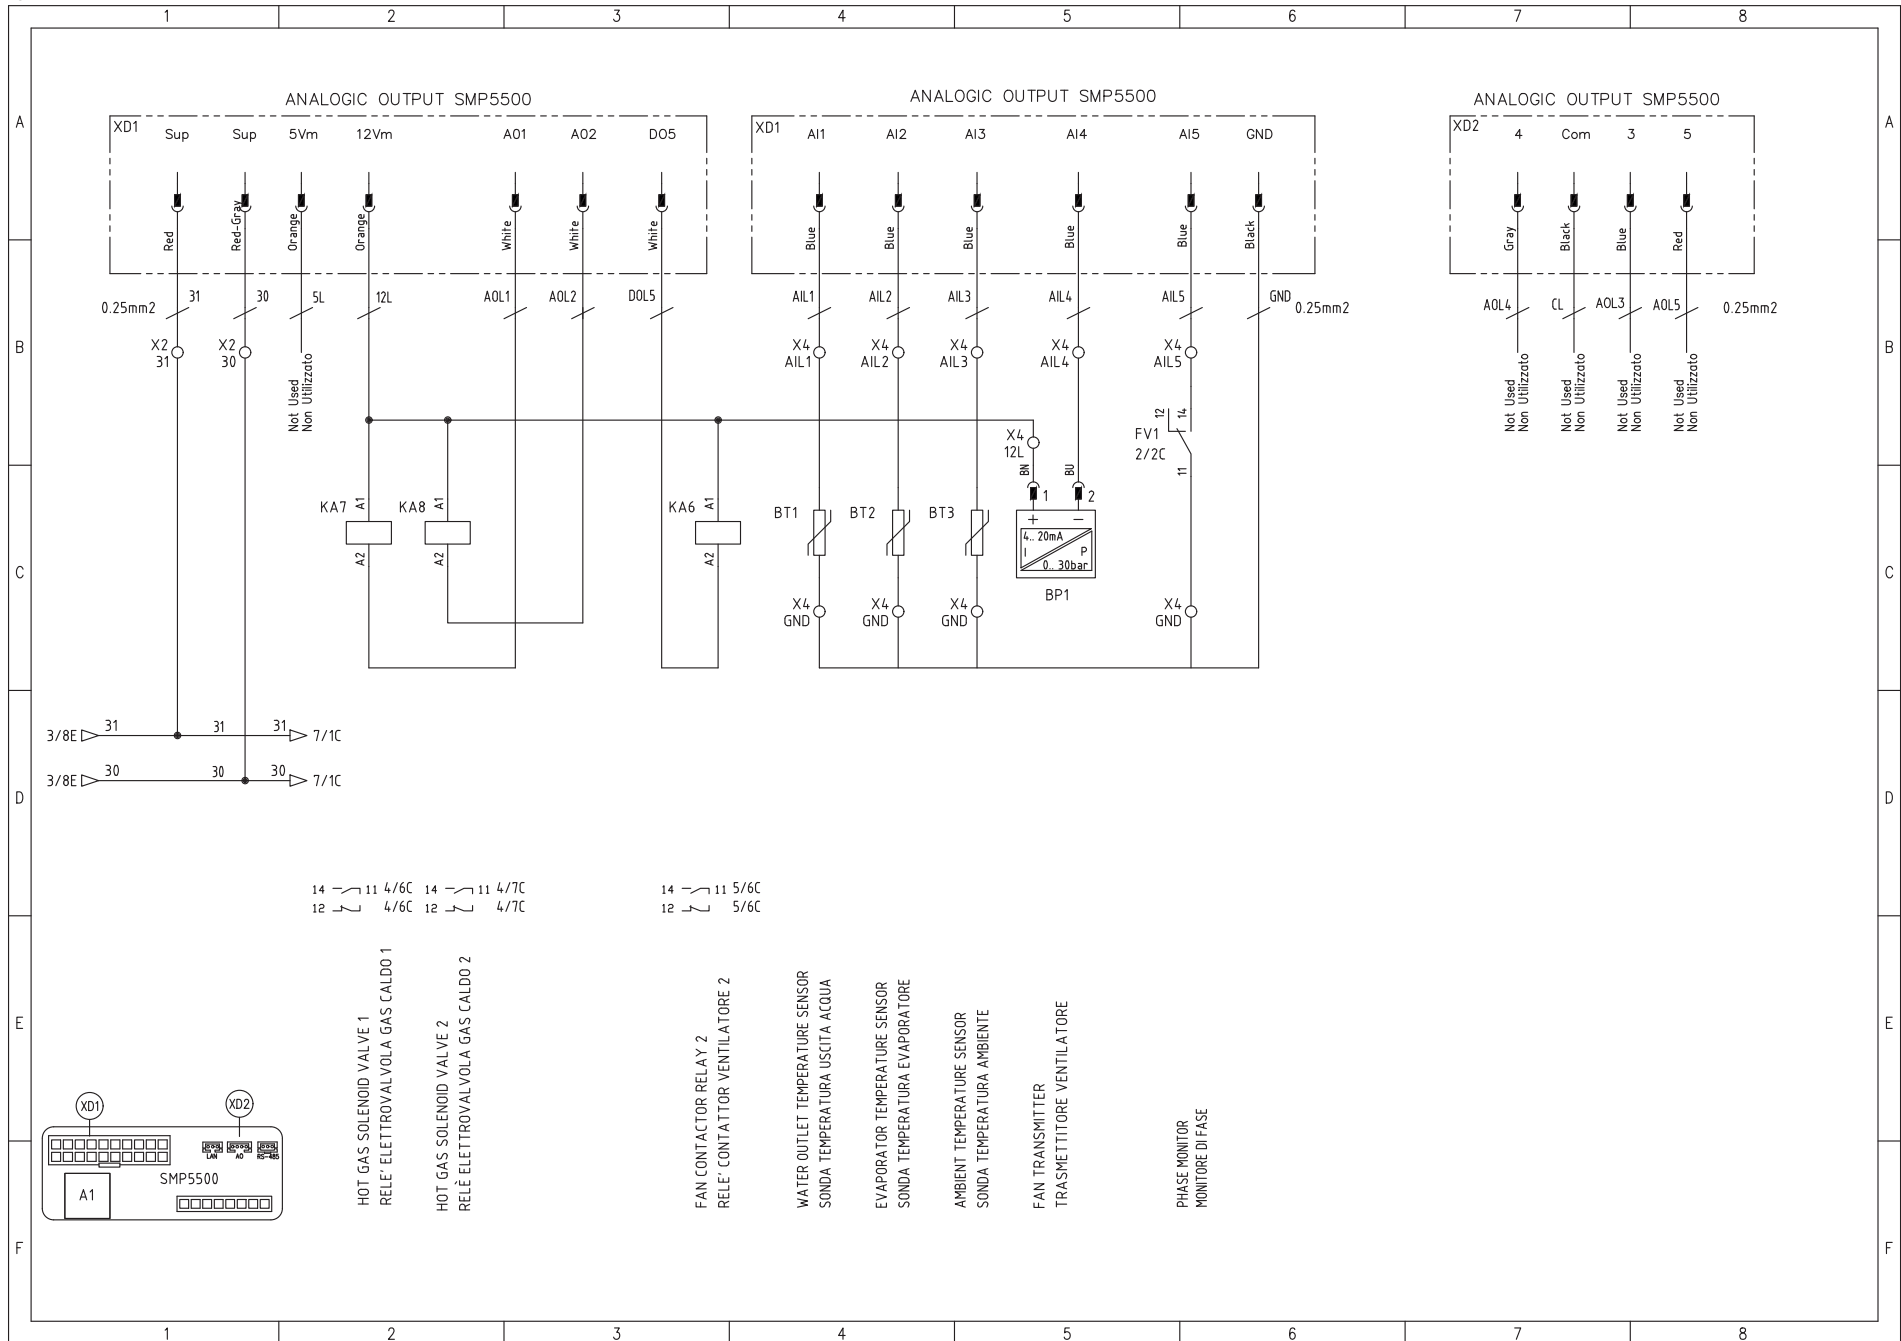 1 2 3 4 5 6 7 8
A A
B B
C C
D D
E E
F F
ANALOGIC OUTPUT SMP5500
XD1 Sup Sup 5Vm 12Vm AO1 AO2 DO5
Red Red-Gray Orange Orange White White White
0.25mm2 31 30 5L 12L AOL1 AOL2 DOL5
X2
31
X2
30
Not Used
Non Utilizzato
ANALOGIC OUTPUT SMP5500
XD1 AI1 AI2 AI3 AI4 AI5 GND
Blue Blue Blue Blue Blue Black
AIL1 AIL2 AIL3 AIL4 AIL5 GND
0.25mm2
X4
AIL1
X4
AIL2
X4
AIL3
X4
AIL4
X4
AIL5
ANALOGIC OUTPUT SMP5500
XD2 4 Com 3 5
Gray Black Blue Red
AOL4 CL AOL3 AOL5 0.25mm2
Not Used
Non Utilizzato
Not Used
Non Utilizzato
Not Used
Non Utilizzato
Not Used
Non Utilizzato
X4
12L
BN BU
12 14
FV1
2/2C
11
KA7 A1
A2
KA8 A1
A2
KA6 A1
A2
BT1 BT2 BT3
1 2
+ −
4.. 20mA
I P
0.. 30bar
BP1
X4
GND
X4
GND
X4
GND
X4
GND
3/8E 31 31 31 7/1C
3/8E 30 30 30 7/1C
14 11 4/6C
12 4/6C
14 11 4/7C
12 4/7C
14 11 5/6C
12 5/6C
HOT GAS SOLENOID VALVE 1
RELE' ELETTROVALVOLA GAS CALDO 1
HOT GAS SOLENOID VALVE 2
RELÈ ELETTROVALVOLA GAS CALDO 2
FAN CONTACTOR RELAY 2
RELE' CONTATTOR VENTILATORE 2
WATER OUTLET TEMPERATURE SENSOR
SONDA TEMPERATURA USCITA ACQUA
EVAPORATOR TEMPERATURE SENSOR
SONDA TEMPERATURA EVAPORATORE
AMBIENT TEMPERATURE SENSOR
SONDA TEMPERATURA AMBIENTE
FAN TRANSMITTER
TRASMETTITORE VENTILATORE
PHASE MONITOR
MONITORE DI FASE
XD1 XD2
LAN AO RS-485
SMP5500
A1
1 2 3 4 5 6 7 8